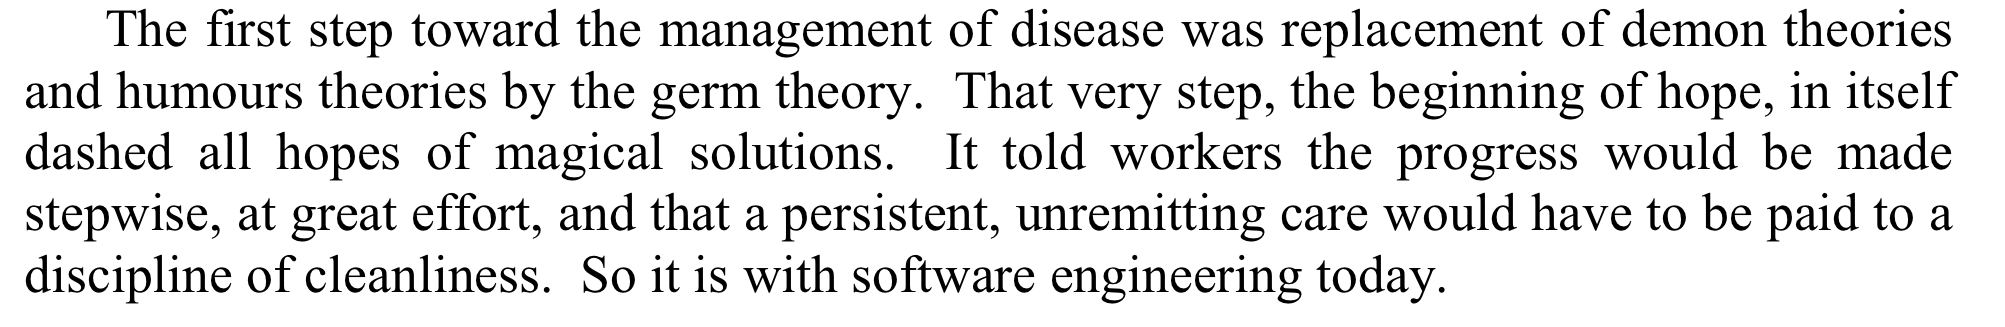 The first step toward the management of disease was replacement of demon theories
and humours theories by the germ theory.  That very step, the beginning of hope, in itself
dashed all hopes of magical solutions.  It told workers the progress would be made
stepwise, at great effort, and that a persistent, unremitting care would have to be paid to a
discipline of cleanliness.  So it is with software engineering today.